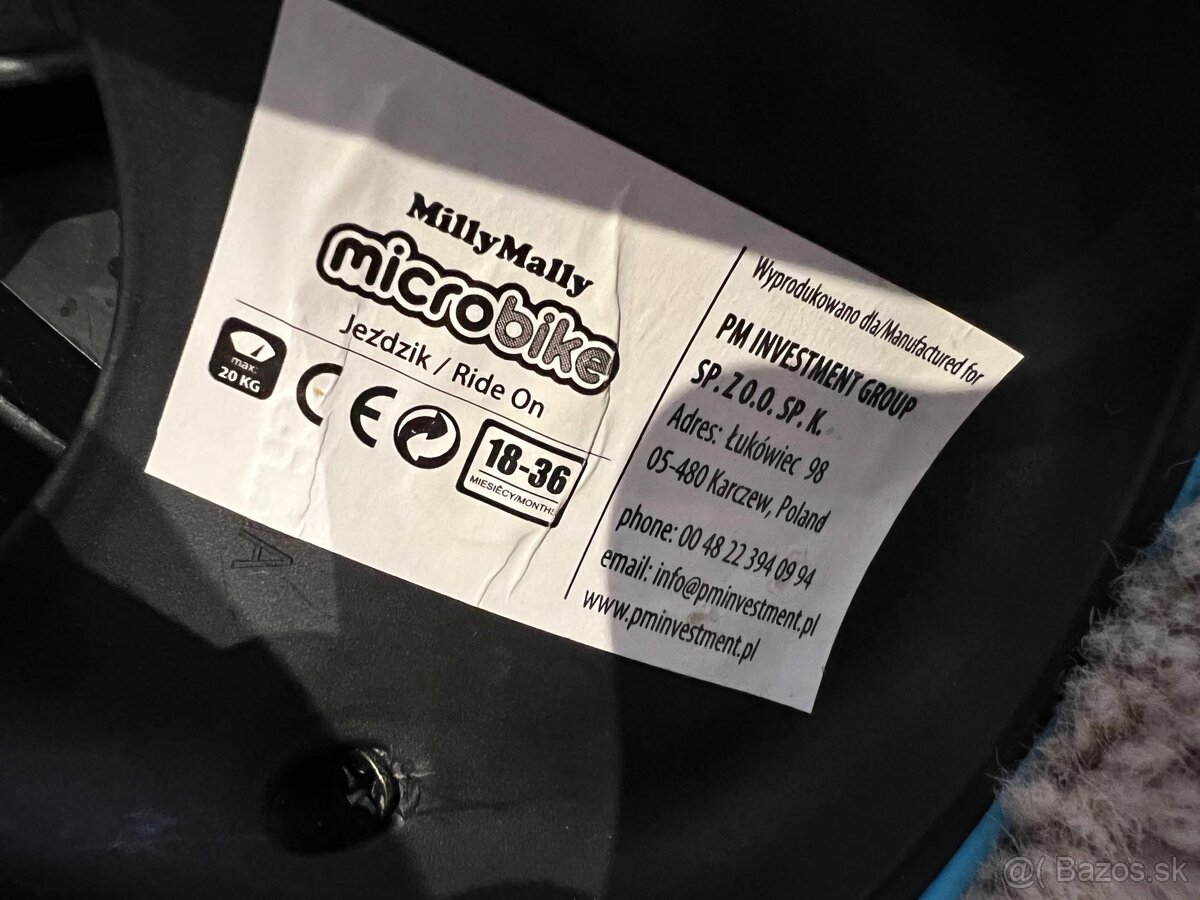 MillyMally
microbike
Jeździk / Ride On
max.
20 KG
CE
18-36
MIESIĘCY/MONTHS
Wyprodukowano dla/Manufactured for
PM INVESTMENT GROUP
SP. Z O.O. SP. K.
Adres: Łukówiec 98
05-480 Karczew, Poland
phone: 00 48 22 394 09 94
email: info@pminvestment.pl
www.pminvestment.pl
@( Bazos.sk